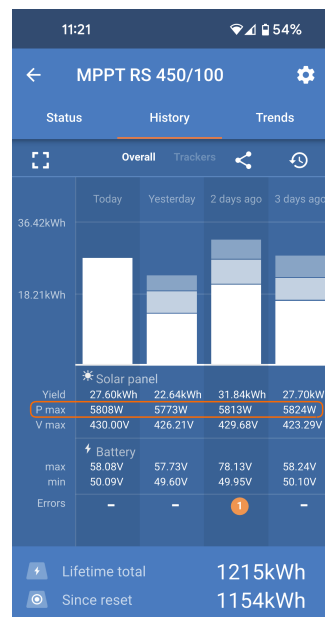 11:21 54%
MPPT RS 450/100
Status History Trends
Overall Trackers
Today Yesterday 2 days ago 3 days ago
36.42kWh
18.21kWh
Solar panel
Yield 27.60kWh 22.64kWh 31.84kWh 27.70kW
P max 5808W 5773W 5813W 5824W
V max 430.00V 426.21V 429.68V 423.29V
Battery
max 58.08V 57.73V 78.13V 58.24V
min 50.09V 49.60V 49.95V 50.10V
Errors – – 1 –
Lifetime total 1215kWh
Since reset 1154kWh